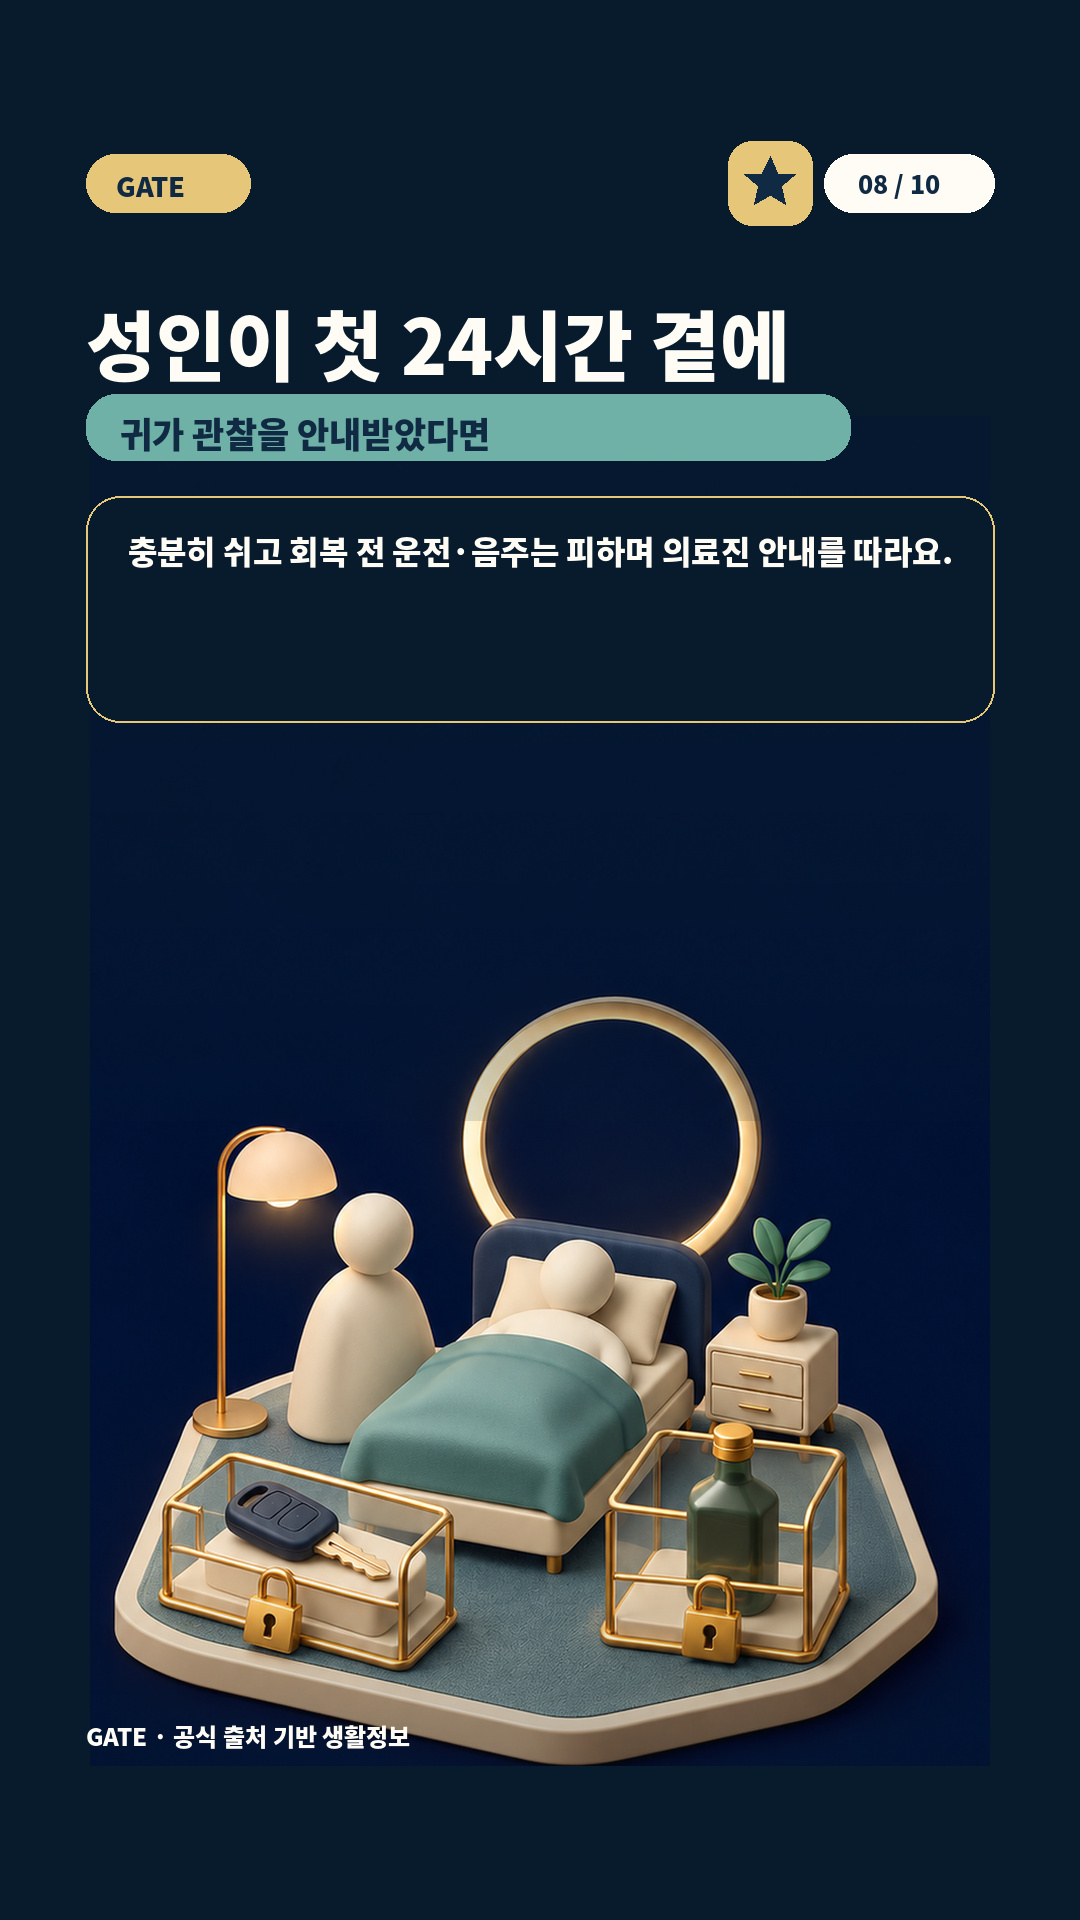 GATE
08 / 10
성인이 첫 24시간 곁에
귀가 관찰을 안내받았다면
충분히 쉬고 회복 전 운전·음주는 피하며 의료진 안내를 따라요.
GATE · 공식 출처 기반 생활정보